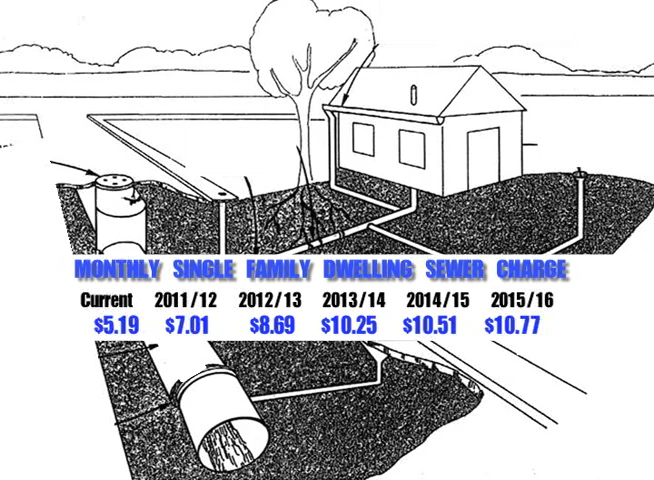 MONTHLY SINGLE FAMILY DWELLING SEWER CHARGE
Current 2011/12 2012/13 2013/14 2014/15 2015/16
$5.19 $7.01 $8.69 $10.25 $10.51 $10.77